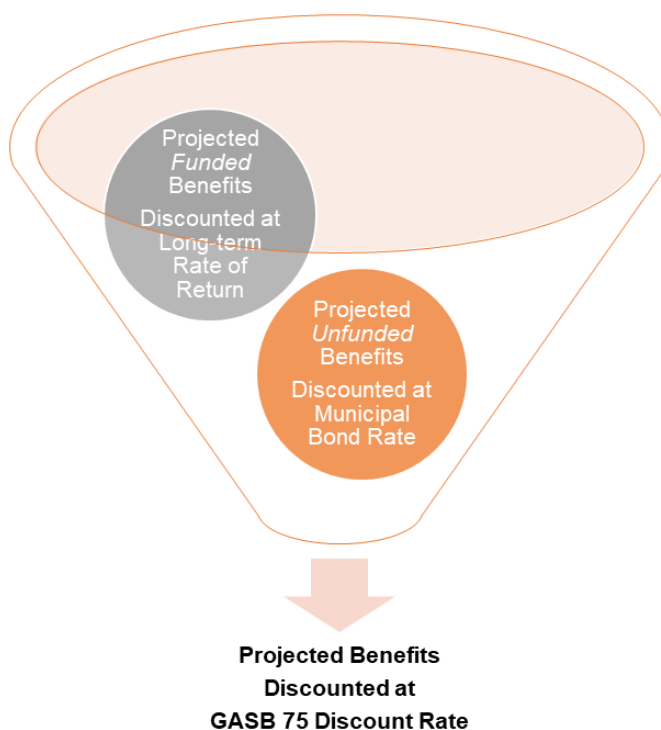 Projected
Funded
Benefits
Discounted at
Long-term
Rate of
Return
Projected
Unfunded
Benefits
Discounted at
Municipal
Bond Rate
Projected Benefits
Discounted at
GASB 75 Discount Rate